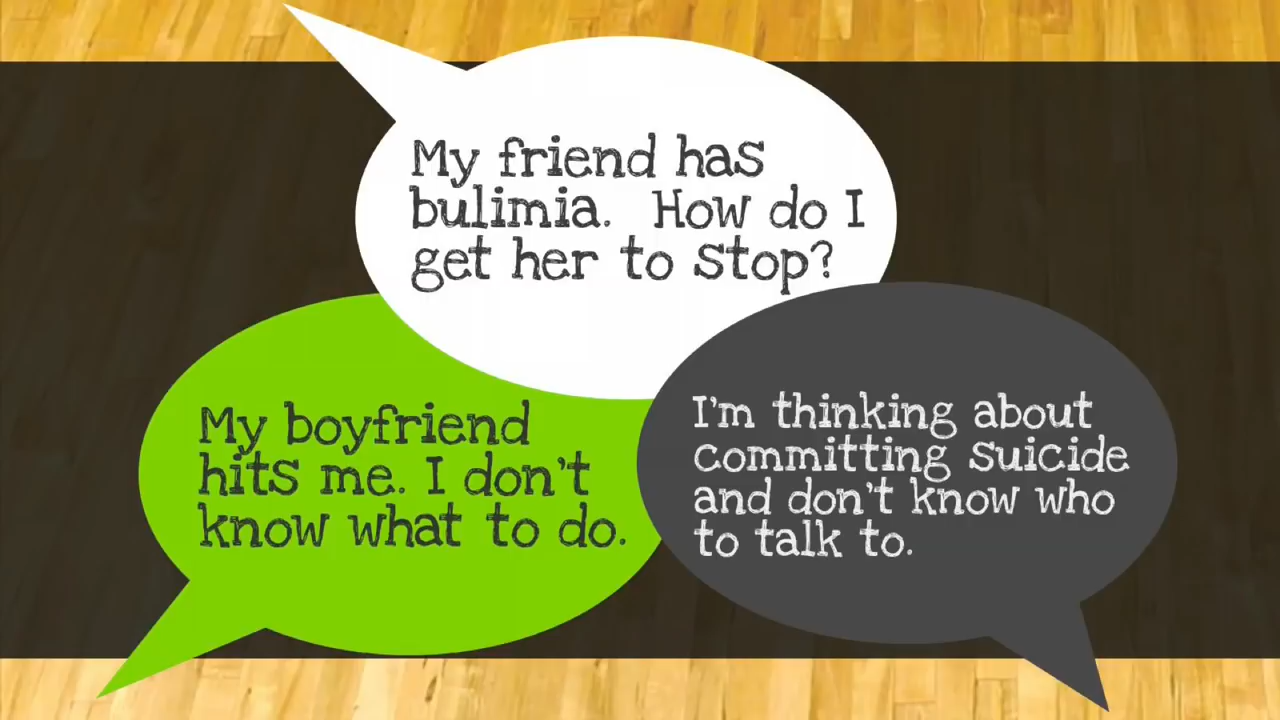 My friend has
bulimia.  How do I
get her to stop?
My boyfriend
hits me. I don't
know what to do.
I'm thinking about
committing suicide
and don't know who
to talk to.